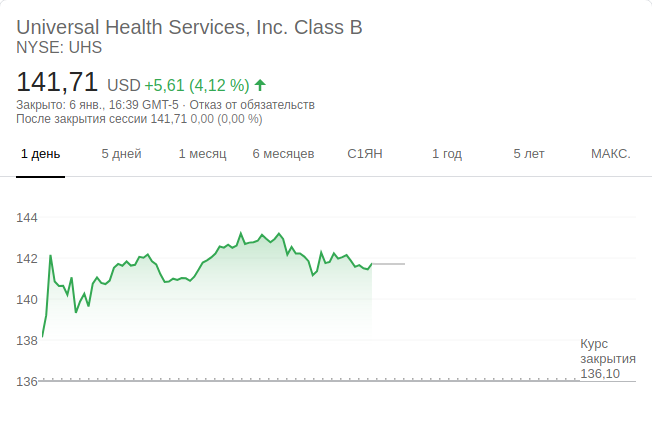 Universal Health Services, Inc. Class B
NYSE: UHS
141,71 USD +5,61 (4,12 %)
Закрыто: 6 янв., 16:39 GMT-5 · Отказ от обязательств
После закрытия сессии 141,71 0,00 (0,00 %)
1 день 5 дней 1 месяц 6 месяцев С1ЯН 1 год 5 лет МАКС.
144
142
140
138
136
Курс
закрытия
136,10